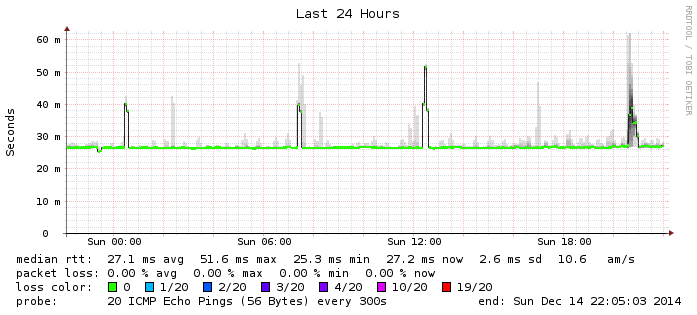 Last 24 Hours
RRDTOOL / TOBI OETIKER
Seconds
60 m
50 m
40 m
30 m
20 m
10 m
0
Sun 00:00 Sun 06:00 Sun 12:00 Sun 18:00
median rtt: 27.1 ms avg 51.6 ms max 25.3 ms min 27.2 ms now 2.6 ms sd 10.6 am/s
packet loss: 0.00 % avg 0.00 % max 0.00 % min 0.00 % now
loss color: 0 1/20 2/20 3/20 4/20 10/20 19/20
probe: 20 ICMP Echo Pings (56 Bytes) every 300s end: Sun Dec 14 22:05:03 2014